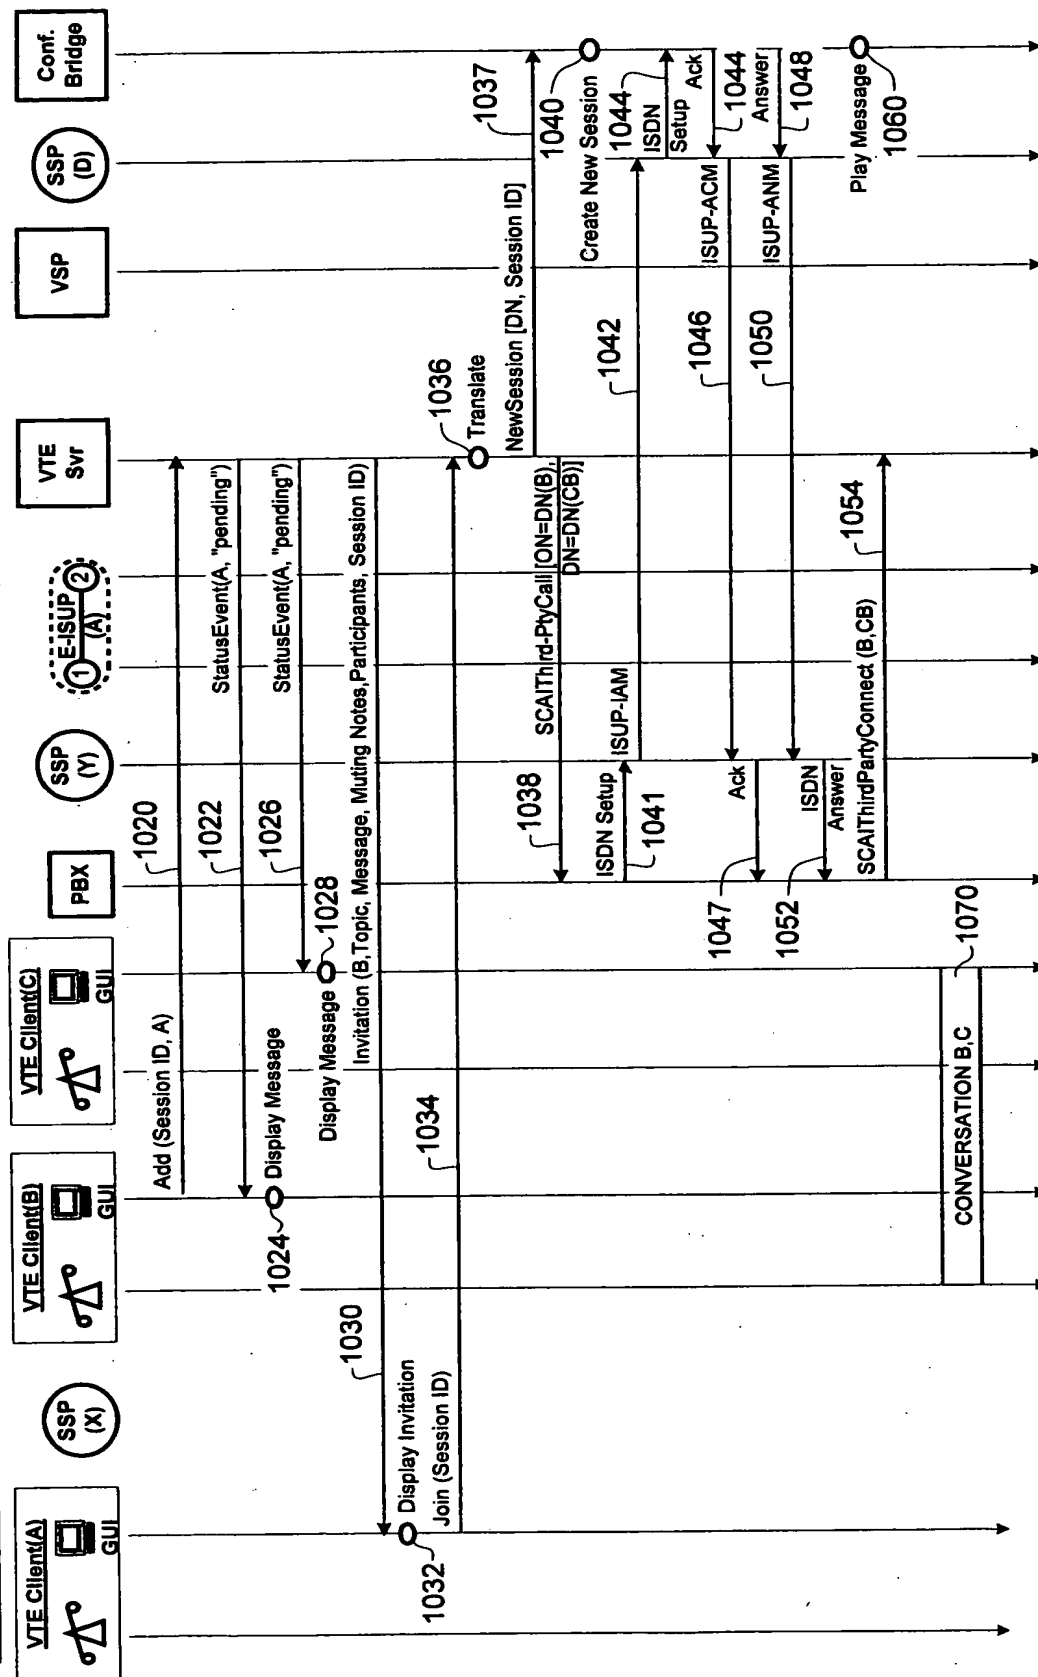 VTE Client(A)
GUI
SSP
(X)
VTE Client(B)
GUI
VTE Client(C)
GUI
PBX
SSP
(Y)
1
E-ISUP
2
(A)
VTE
Svr
VSP
SSP
(D)
Conf.
Bridge
Add (Session ID, A)
1020
1022
StatusEvent(A, "pending")
1024
Display Message
1026
StatusEvent(A, "pending")
Display Message
1028
1030
Invitation (B,Topic, Message, Muting Notes,Participants, Session ID)
1032
Display Invitation
Join (Session ID)
1034
1036
Translate
NewSession [DN, Session ID]
1037
1038
SCAIThird-PtyCall [ON=DN(B),
DN=DN(CB)]
1040
Create New Session
ISDN Setup
1041
ISUP-IAM
1042
1044
ISDN
Setup
Ack
1044
ISUP-ACM
1046
Ack
1047
Answer
1048
ISUP-ANM
1050
ISDN
Answer
1052
SCAIThirdPartyConnect (B,CB)
1054
Play Message
1060
CONVERSATION B,C
1070